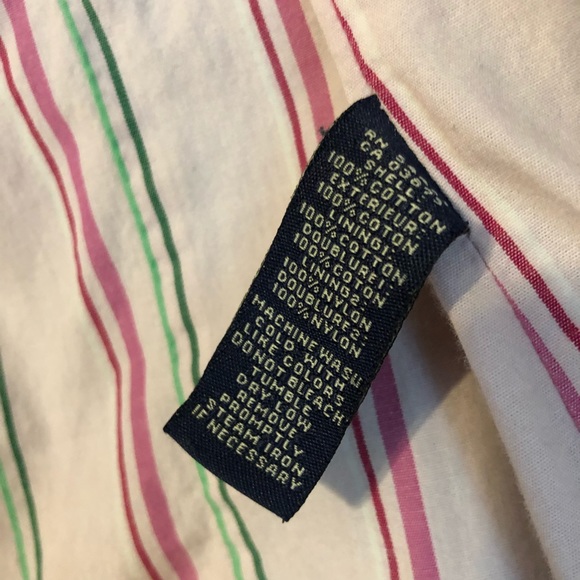 RN
CA
SHELL:
100%COTTON
EXTERIEUR:
100%COTON
LINING1:
100%COTTON
DOUBLURE1:
100%COTON
LINING2:
100%NYLON
DOUBLURE2:
100%NYLON
MACHINE WASH
COLD WITH
LIKE COLORS
DO NOT BLEACH
TUMBLE
DRY LOW
REMOVE
PROMPTLY
STEAM IRON
IF NECESSARY